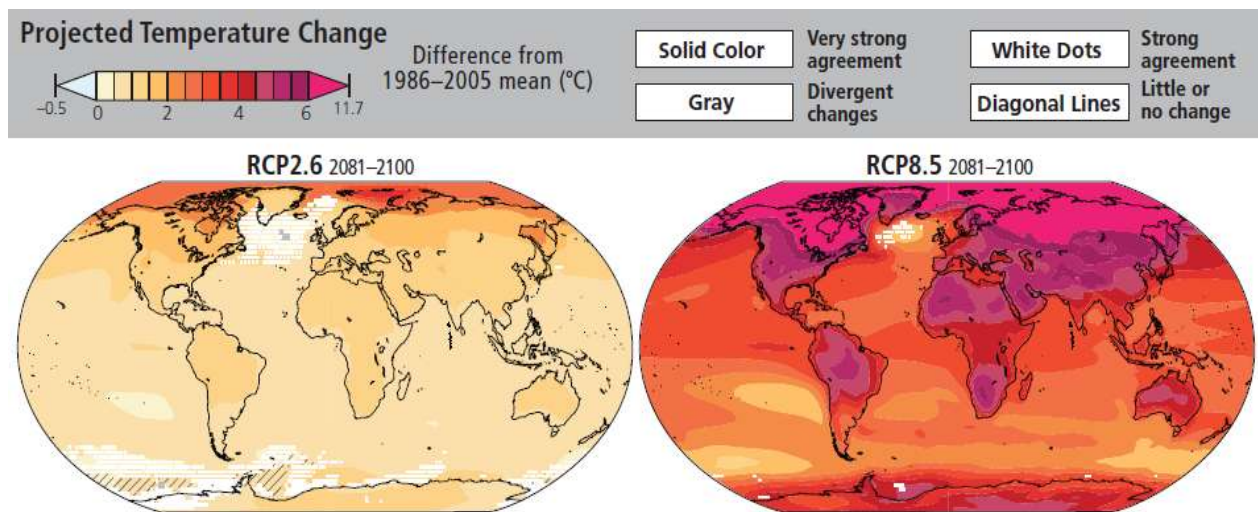 Projected Temperature Change
−0.5 0 2 4 6 11.7
Difference from
1986–2005 mean (°C)
Solid Color
Very strong
agreement
White Dots
Strong
agreement
Gray
Divergent
changes
Diagonal Lines
Little or
no change
RCP2.6 2081–2100
RCP8.5 2081–2100